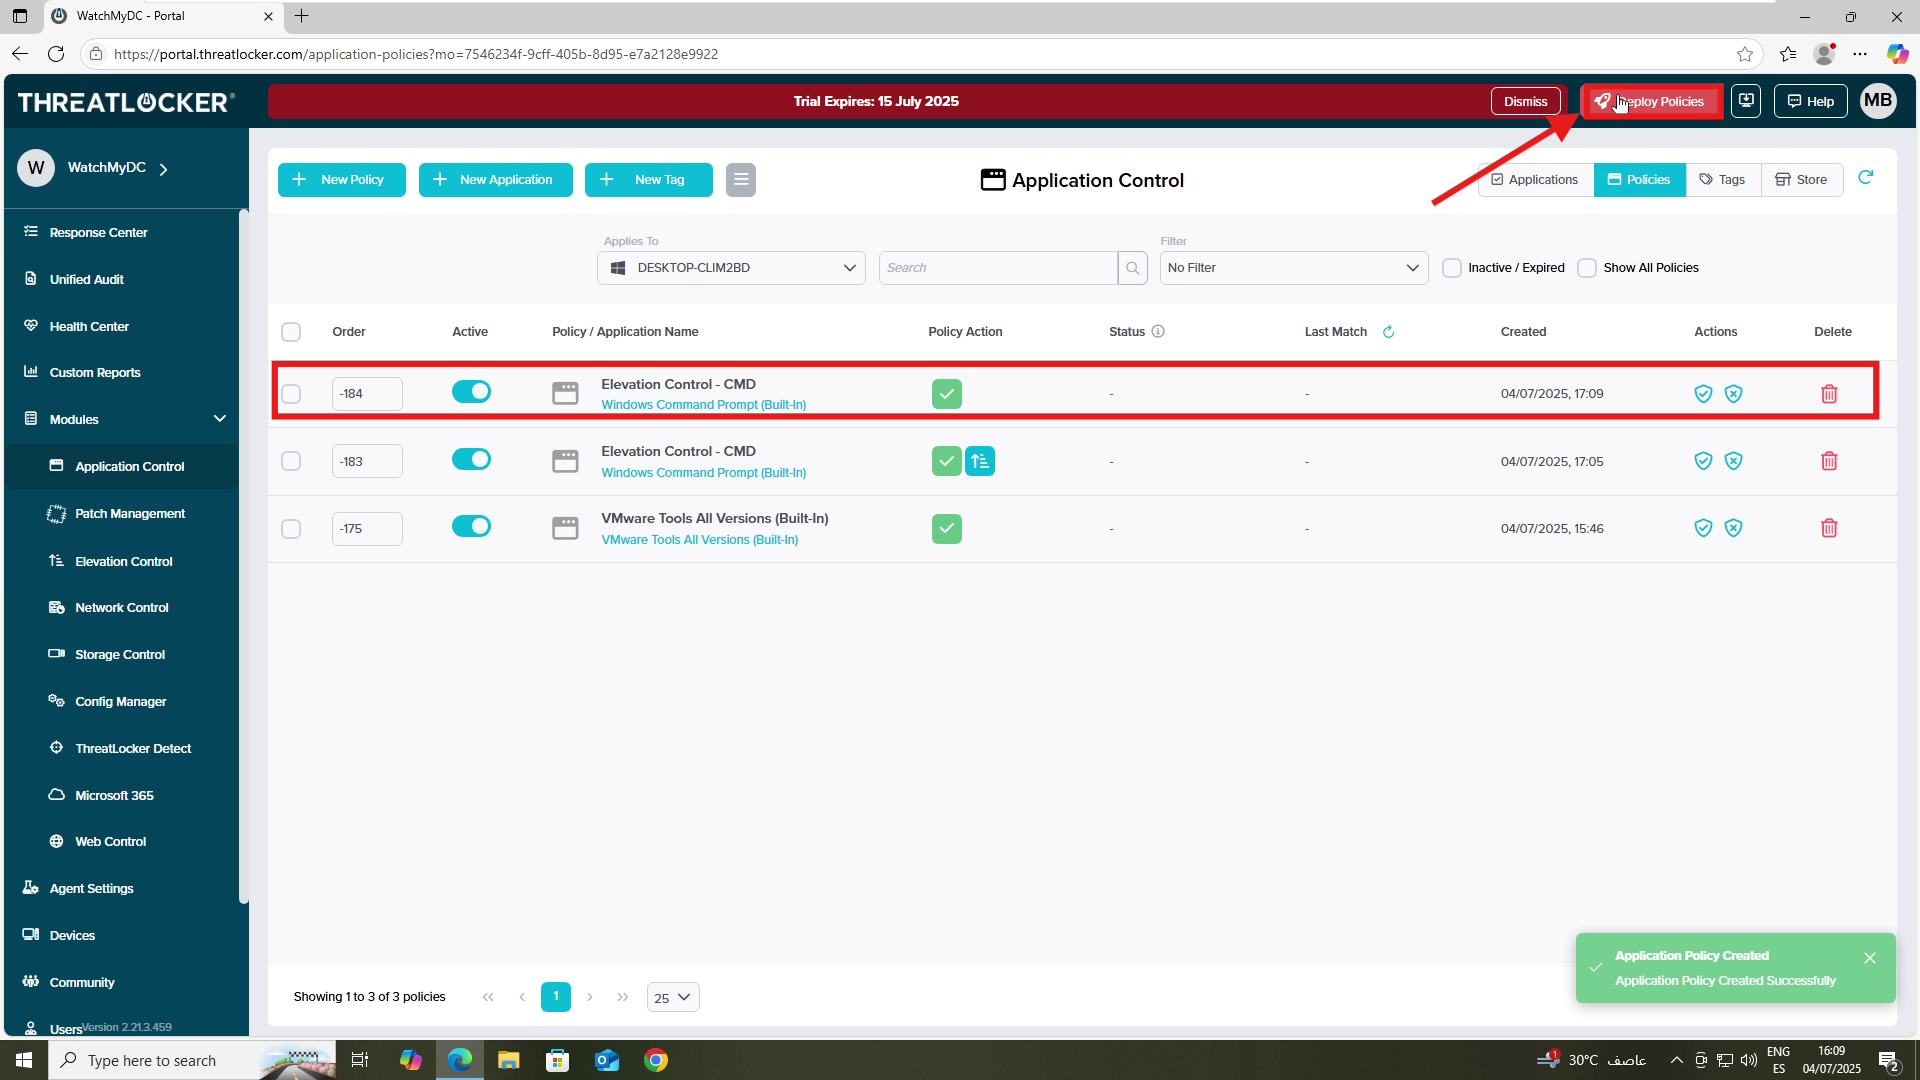 WatchMyDC - Portal
https://portal.threatlocker.com/application-policies?mo=7546234f-9cff-405b-8d95-e7a2128e9922
THREATLOCKER
Trial Expires: 15 July 2025
Dismiss
Deploy Policies
Help
MB
W
WatchMyDC
New Policy
New Application
New Tag
Application Control
Applications
Policies
Tags
Store
Response Center
Unified Audit
Health Center
Custom Reports
Modules
Application Control
Patch Management
Elevation Control
Network Control
Storage Control
Config Manager
ThreatLocker Detect
Microsoft 365
Web Control
Agent Settings
Devices
Community
Users
Version 2.21.3.459
Applies To
DESKTOP-CLIM2BD
Search
Filter
No Filter
Inactive / Expired
Show All Policies
Order
Active
Policy / Application Name
Policy Action
Status
Last Match
Created
Actions
Delete
-184
Elevation Control - CMD
Windows Command Prompt (Built-In)
-
-
04/07/2025, 17:09
-183
Elevation Control - CMD
Windows Command Prompt (Built-In)
-
-
04/07/2025, 17:05
-175
VMware Tools All Versions (Built-In)
VMware Tools All Versions (Built-In)
-
-
04/07/2025, 15:46
Showing 1 to 3 of 3 policies
1
25
Application Policy Created
Application Policy Created Successfully
Type here to search
1
30°C عاصف
ENG
ES
16:09
04/07/2025
2